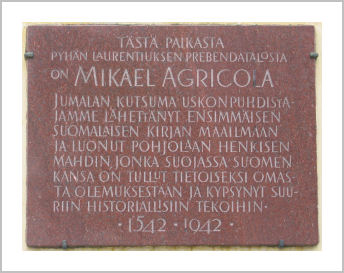 TÄSTÄ PAIKASTA
PYHÄN LAURENTIUKSEN PREBENDATALOSTA
ON MIKAEL AGRICOLA
JUMALAN KUTSUMA USKONPUHDISTA-
JAMME LÄHETTÄNYT ENSIMMÄISEN
SUOMALAISEN KIRJAN MAAILMAAN
JA LUONUT POHJOLAAN HENKISEN
MAHDIN JONKA SUOJASSA SUOMEN
KANSA ON TULLUT TIETOISEKSI OMAS-
TA OLEMUKSESTAAN JA KYPSYNYT SUU-
RIIN HISTORIALLISIIN TEKOIHIN·
·1542·1942·